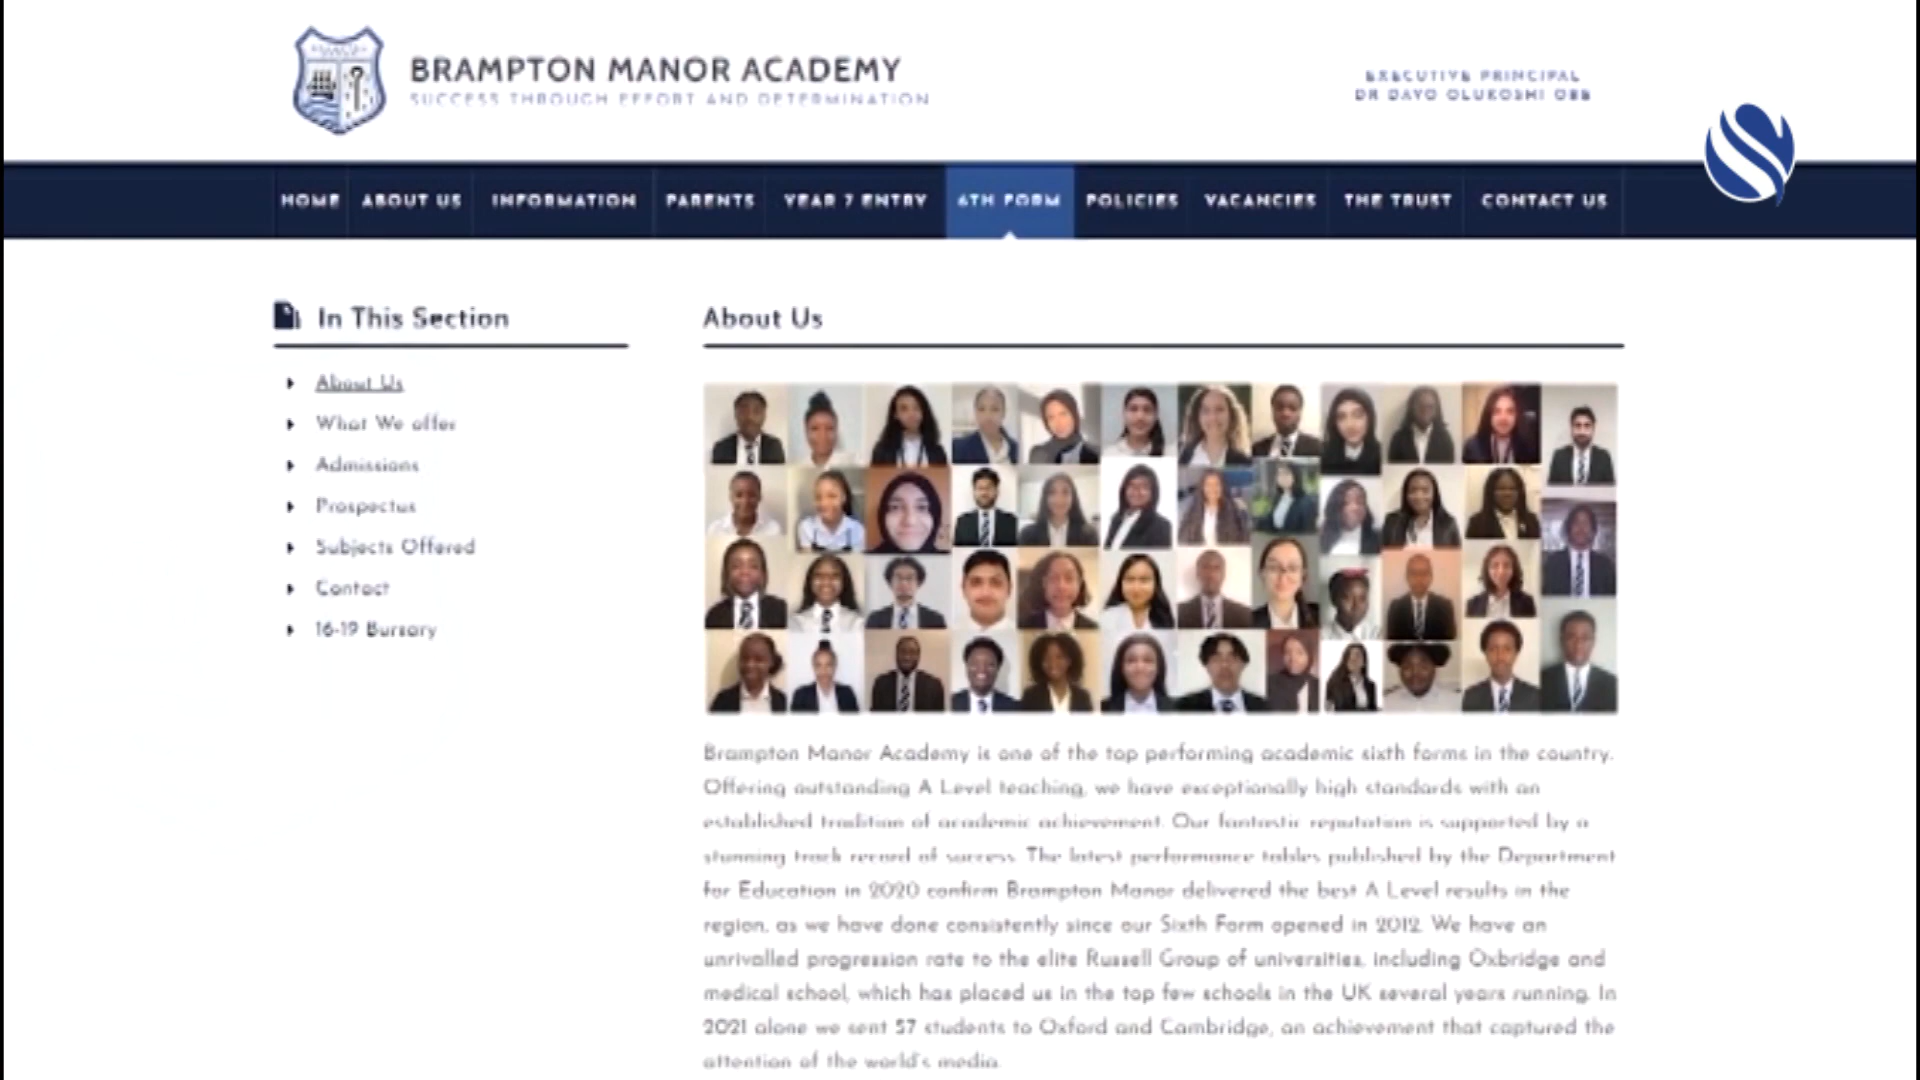 BRAMPTON MANOR ACADEMY
SUCCESS THROUGH EFFORT AND DETERMINATION
EXECUTIVE PRINCIPAL
DR DAYO OLUKOSHI OBE
HOME ABOUT US INFORMATION PARENTS YEAR 7 ENTRY 6TH FORM POLICIES VACANCIES THE TRUST CONTACT US
In This Section
About Us
What We offer
Admissions
Prospectus
Subjects Offered
Contact
16-19 Bursary
About Us
Brampton Manor Academy is one of the top performing academic sixth forms in the country.
Offering outstanding A Level teaching, we have exceptionally high standards with an
established tradition of academic achievement. Our fantastic reputation is supported by a
stunning track record of success. The latest performance tables published by the Department
for Education in 2020 confirm Brampton Manor delivered the best A Level results in the
region, as we have done consistently since our Sixth Form opened in 2012. We have an
unrivalled progression rate to the elite Russell Group of universities, including Oxbridge and
medical school, which has placed us in the top few schools in the UK several years running. In
2021 alone we sent 57 students to Oxford and Cambridge, an achievement that captured the
attention of the world's media.